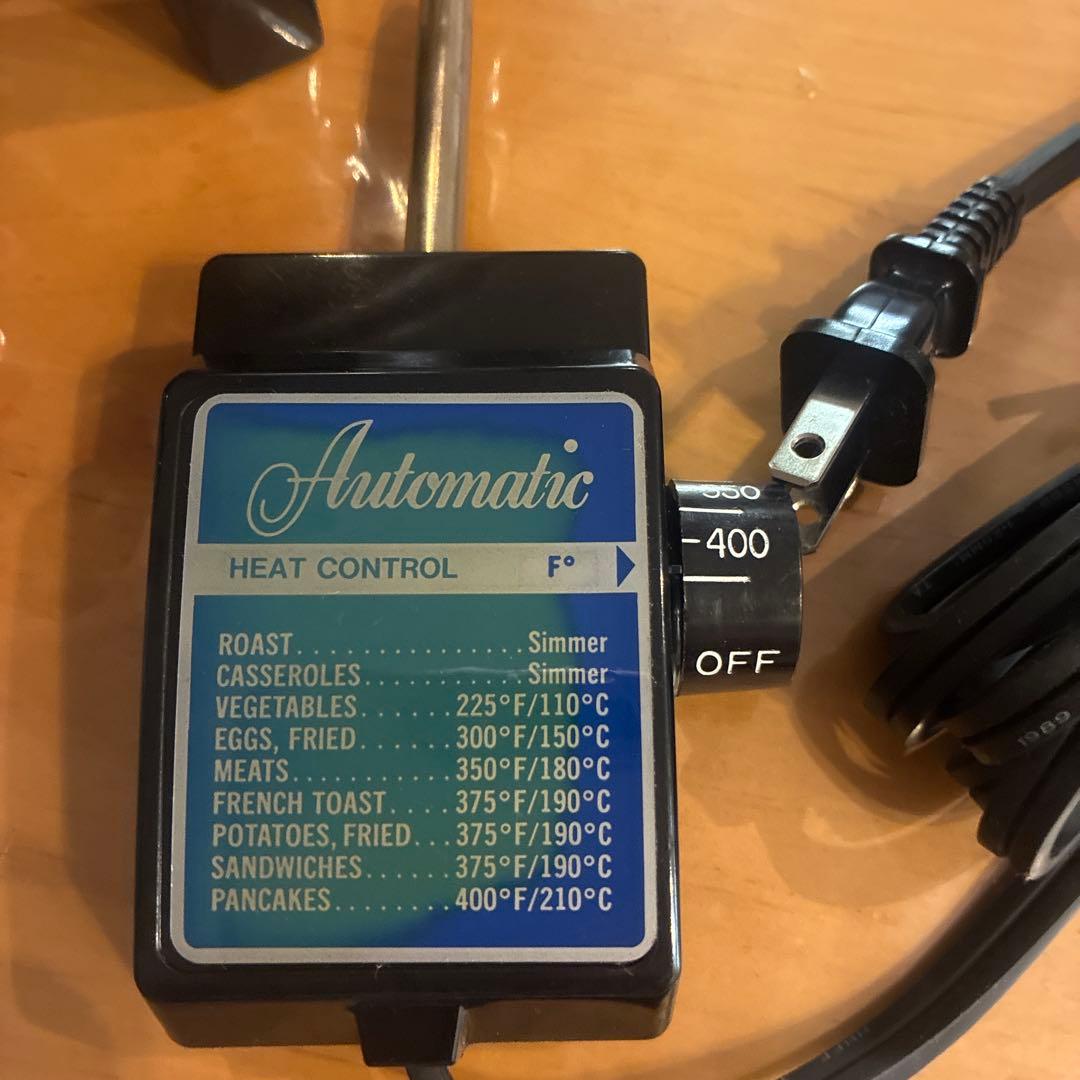 Automatic
HEAT CONTROL F°
350
400
OFF
ROAST................Simmer
CASSEROLES...........Simmer
VEGETABLES......225°F/110°C
EGGS, FRIED......300°F/150°C
MEATS...........350°F/180°C
FRENCH TOAST....375°F/190°C
POTATOES, FRIED...375°F/190°C
SANDWICHES......375°F/190°C
PANCAKES........400°F/210°C
1989